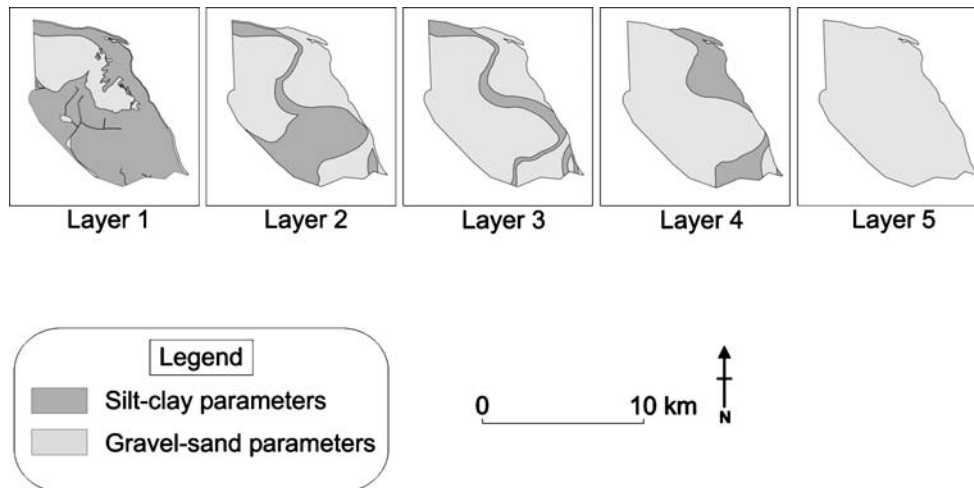 Layer 1
Layer 2
Layer 3
Layer 4
Layer 5
Legend
Silt-clay parameters
Gravel-sand parameters
0
10 km
N